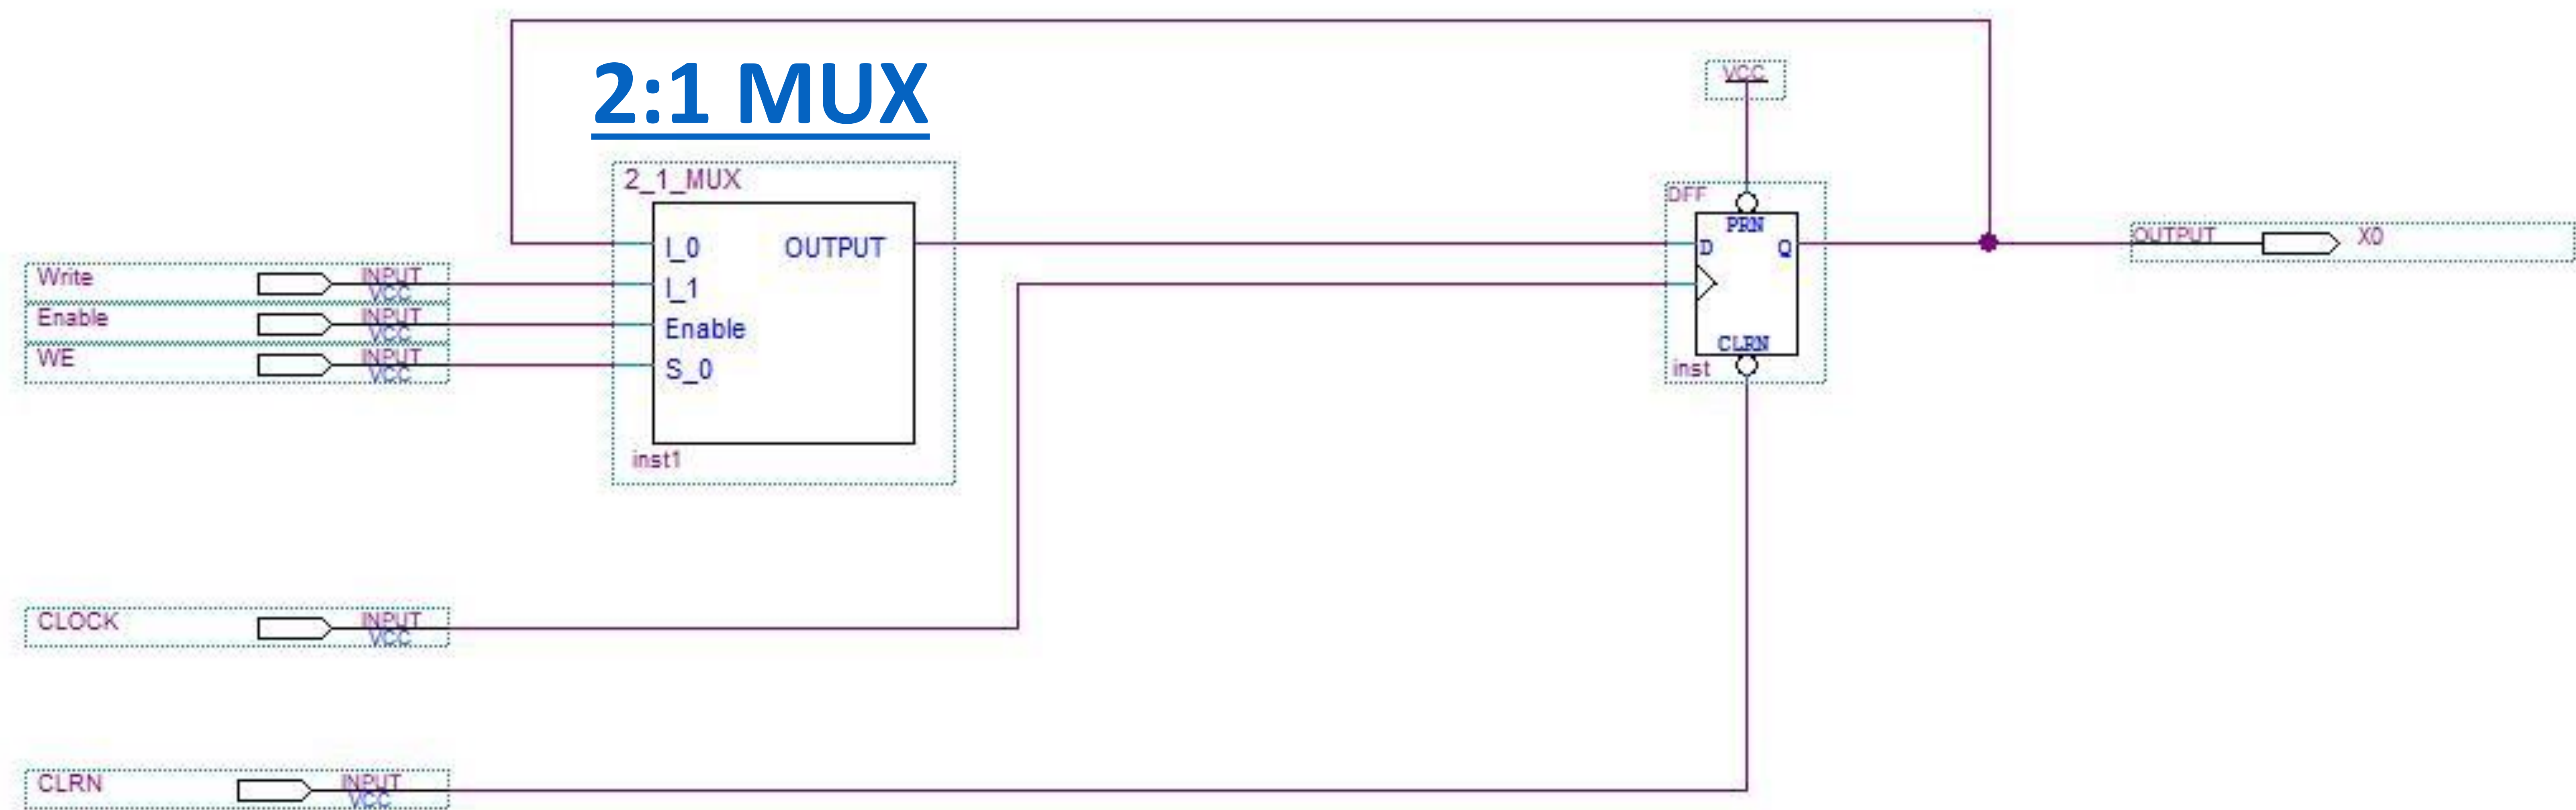 2:1 MUX
VCC
2_1_MUX
DFF
PRN
I_0 OUTPUT
D Q
OUTPUT X0
Write INPUT
VCC
I_1
Enable INPUT
VCC
Enable
WE INPUT
VCC
S_0
CLRN
inst
inst1
CLOCK INPUT
VCC
CLRN INPUT
VCC